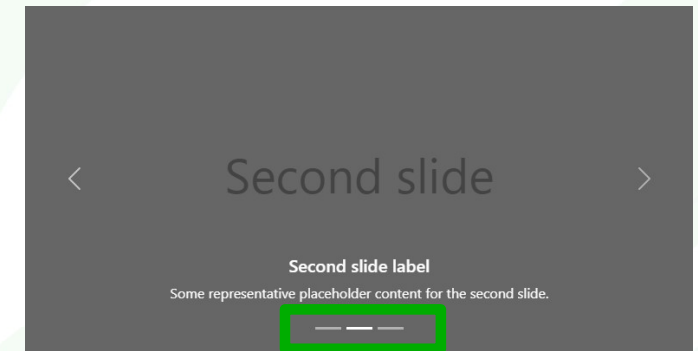 Second slide
Second slide label
Some representative placeholder content for the second slide.